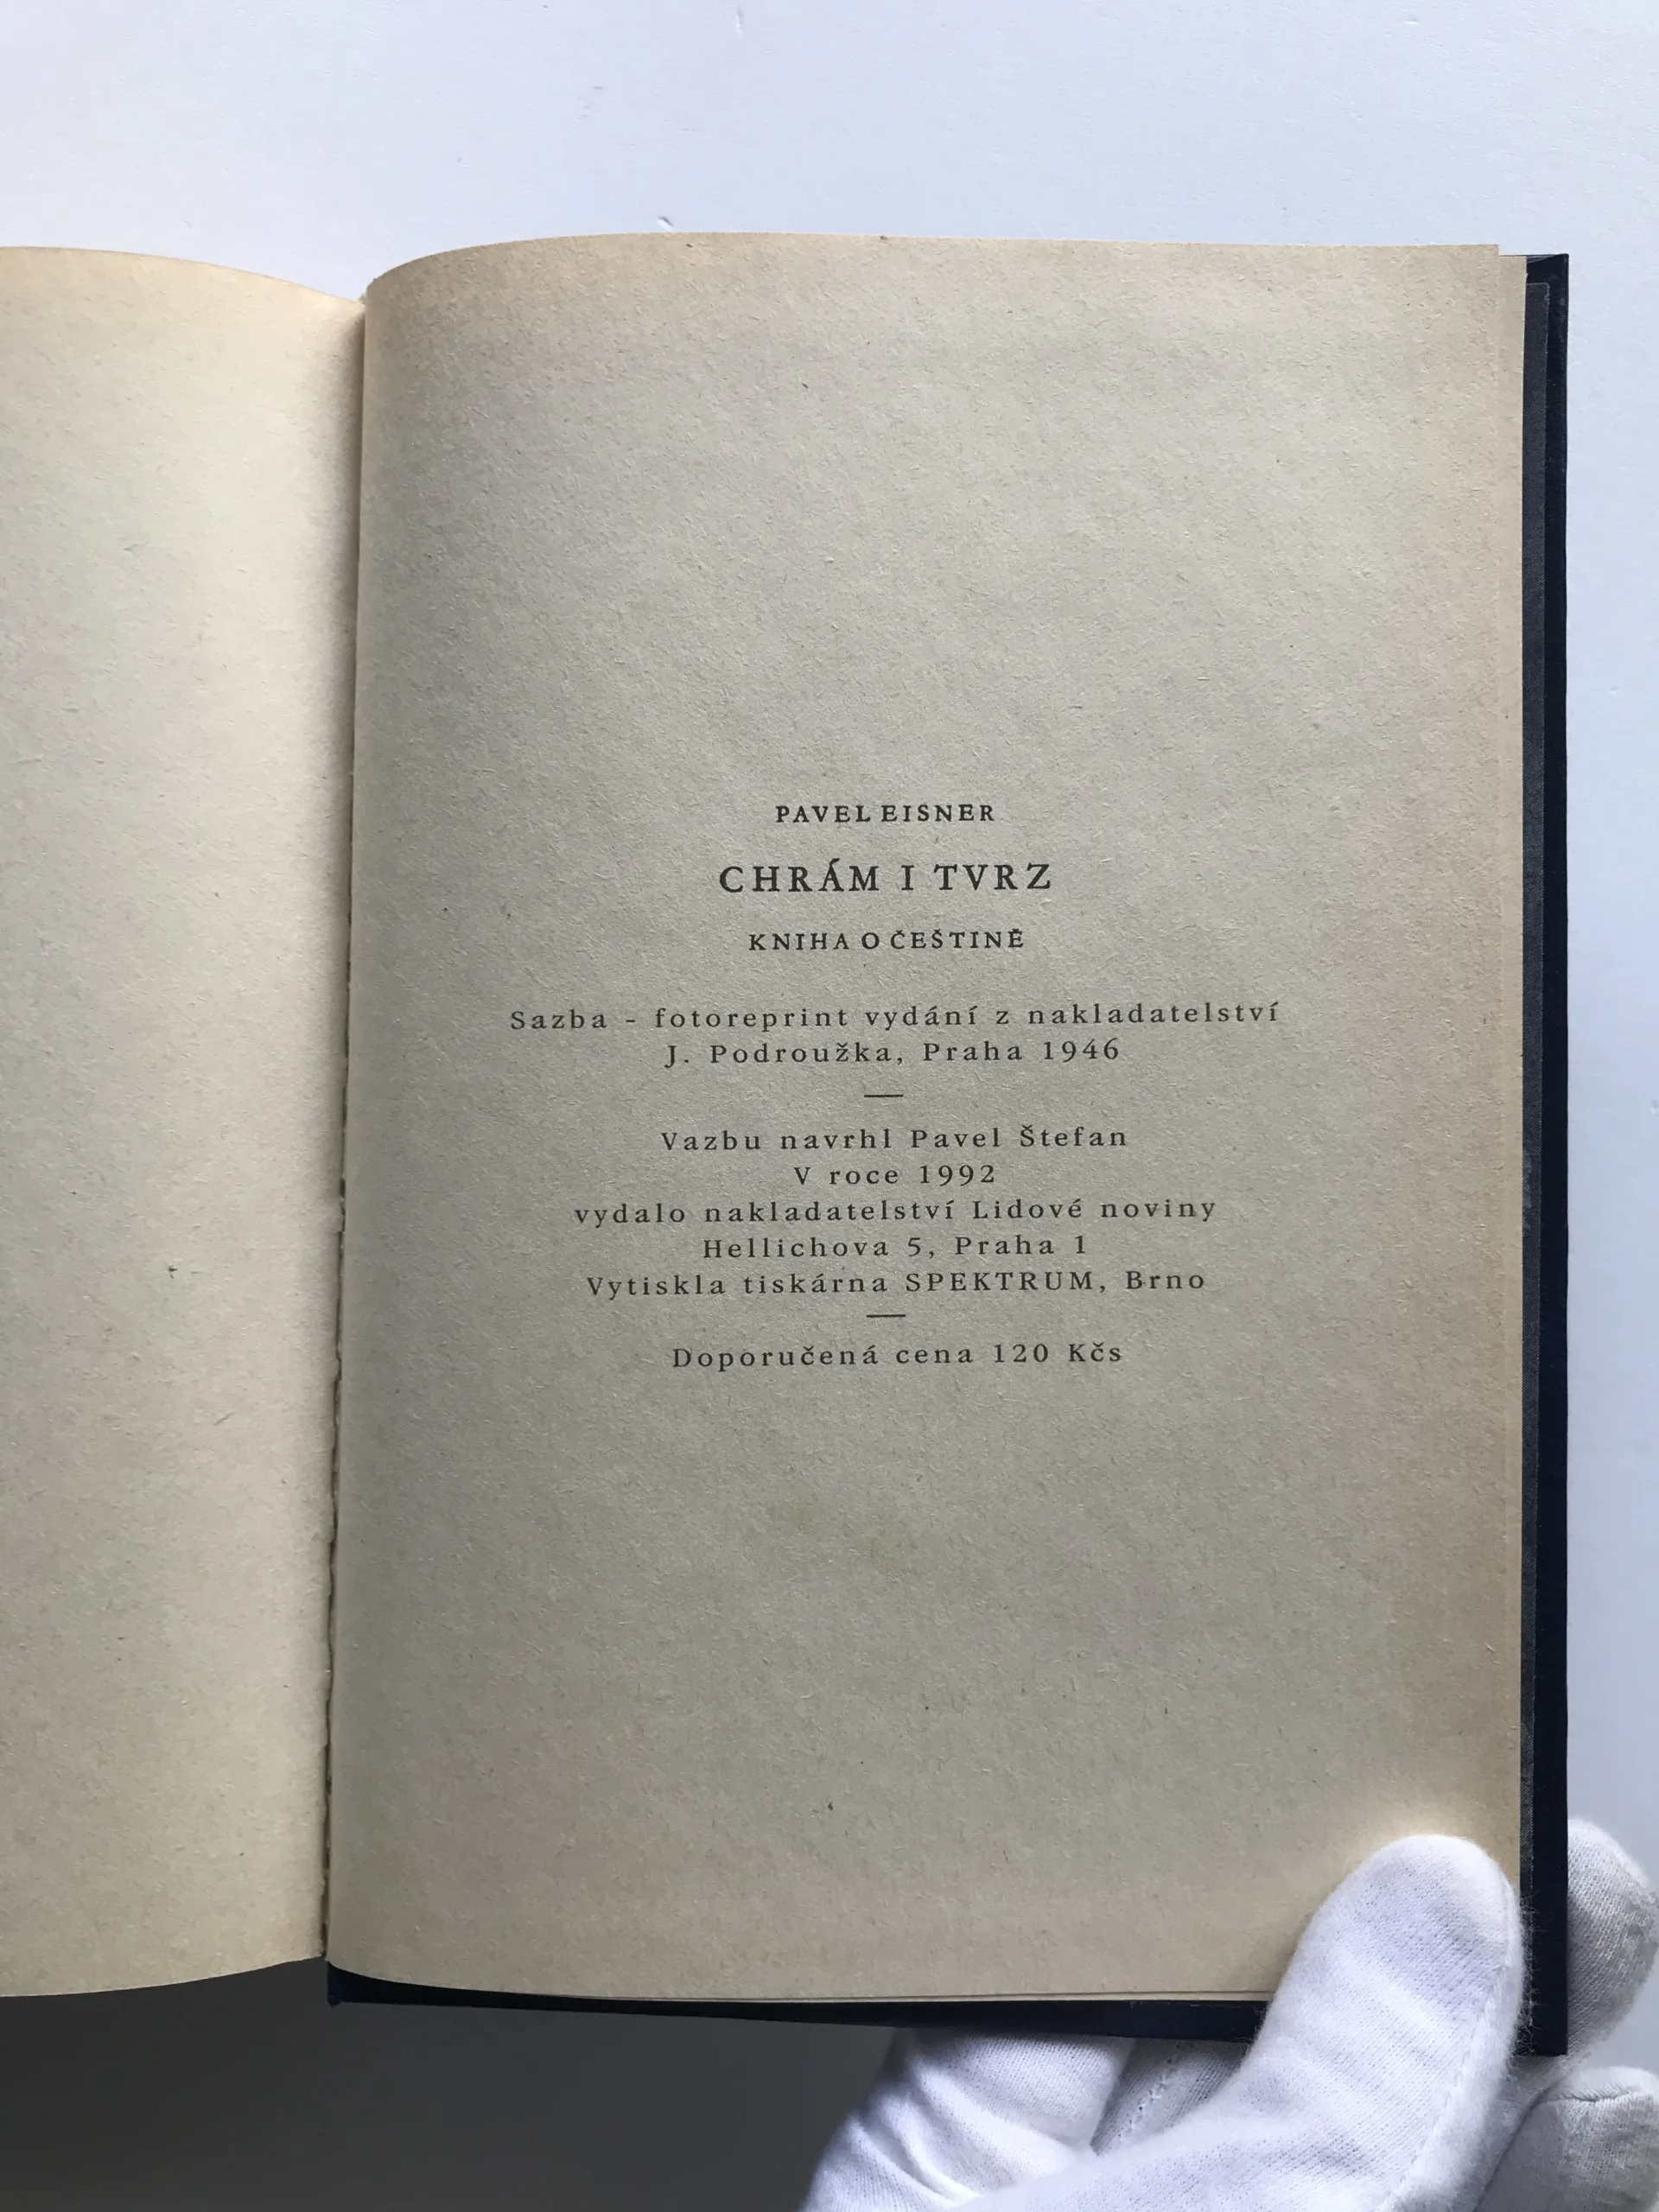 PAVEL EISNER
CHRÁM I TVRZ
KNIHA O ČEŠTINĚ
Sazba - fotoreprint vydání z nakladatelství
J. Podroužka, Praha 1946
Vazbu navrhl Pavel Štefan
V roce 1992
vydalo nakladatelství Lidové noviny
Hellichova 5, Praha 1
Vytiskla tiskárna SPEKTRUM, Brno
Doporučená cena 120 Kčs